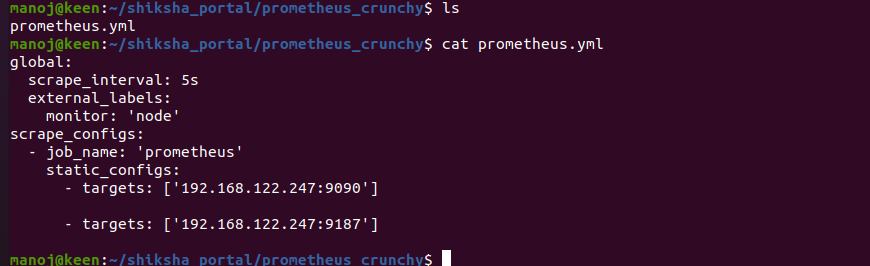 manoj@keen:~/shiksha_portal/prometheus_crunchy$ ls
prometheus.yml
manoj@keen:~/shiksha_portal/prometheus_crunchy$ cat prometheus.yml
global:
  scrape_interval: 5s
  external_labels:
    monitor: 'node'
scrape_configs:
  - job_name: 'prometheus'
    static_configs:
      - targets: ['192.168.122.247:9090']
      - targets: ['192.168.122.247:9187']
manoj@keen:~/shiksha_portal/prometheus_crunchy$